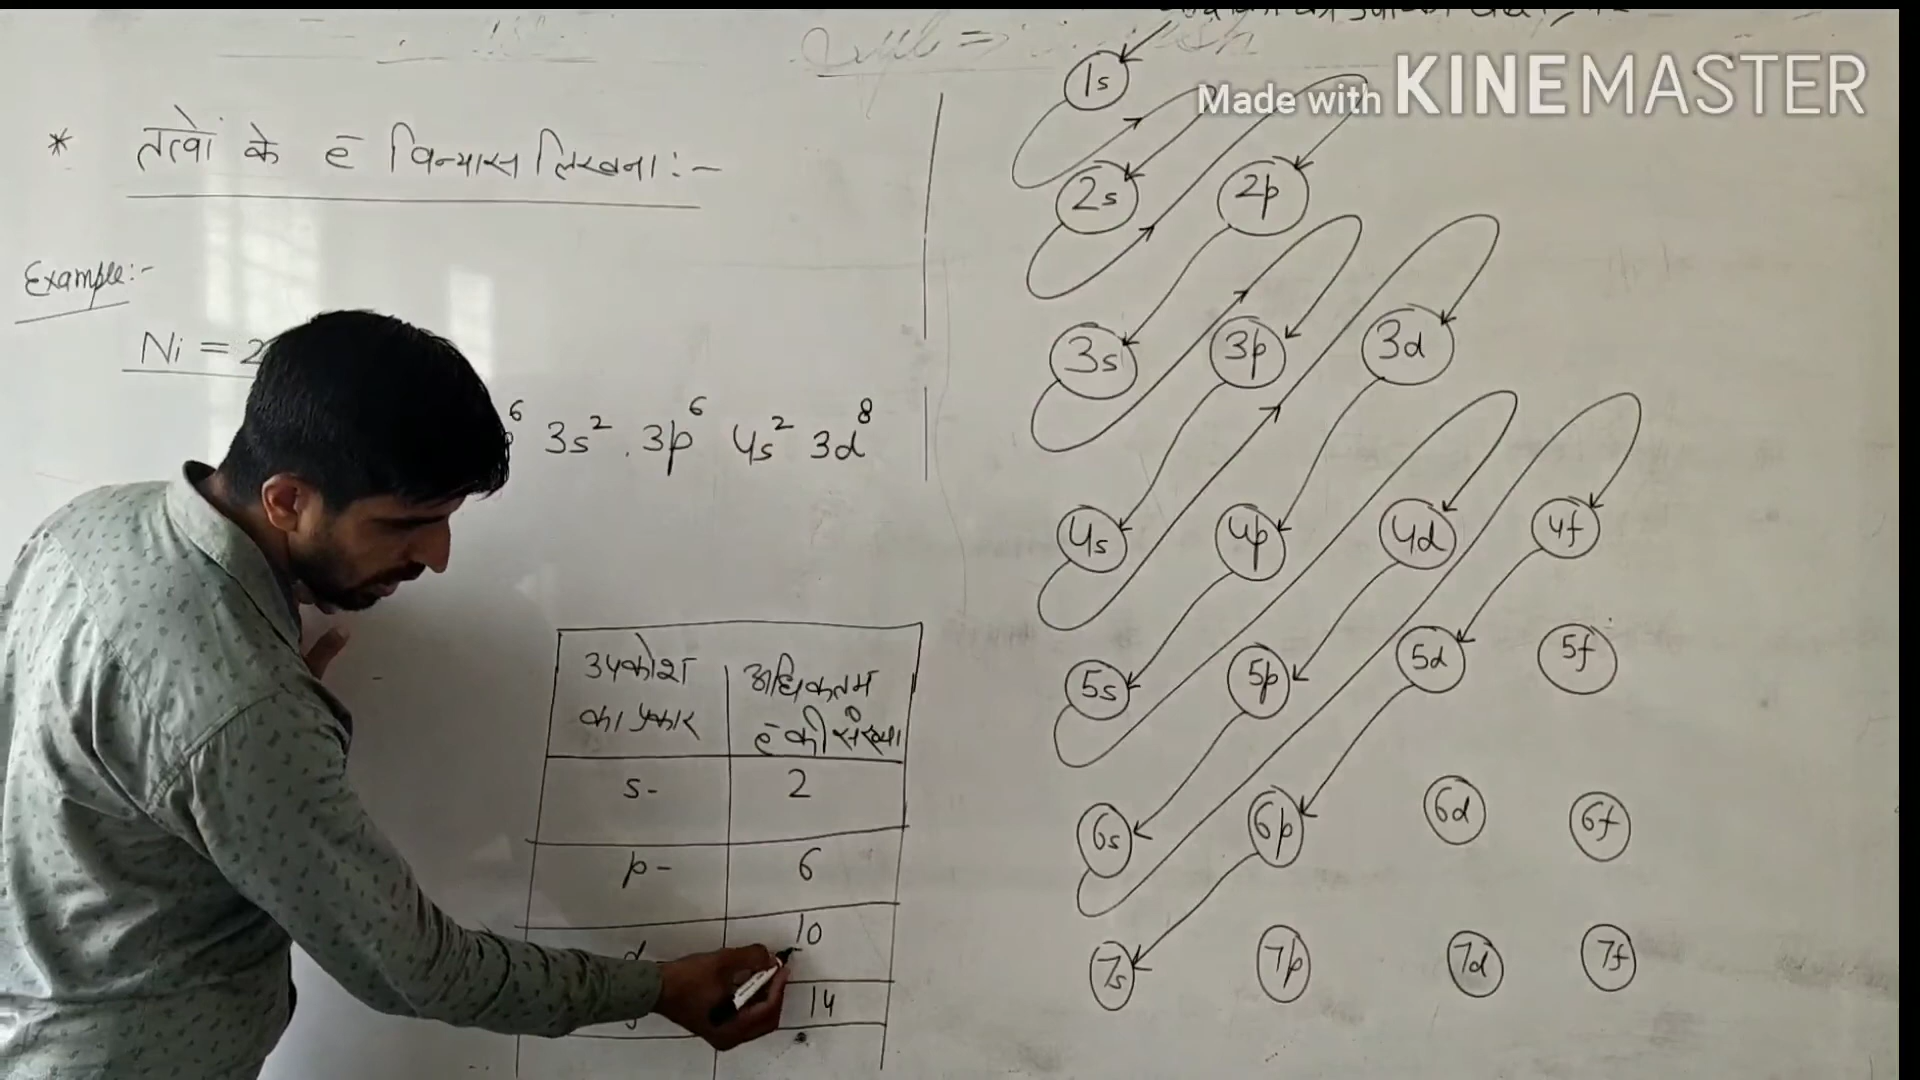 Made with KINEMASTER
* तत्वों के ē विन्यास लिखना:-
Example:-
Ni = 2
6 3s² . 3p⁶ 4s² 3d⁸
उपकोश का प्रकार
अधिकतम ē की संख्या
s- 2
p- 6
d 10
14
1s
2s 2p
3s 3p 3d
4s 4p 4d 4f
5s 5p 5d 5f
6s 6p 6d 6f
7s 7p 7d 7f